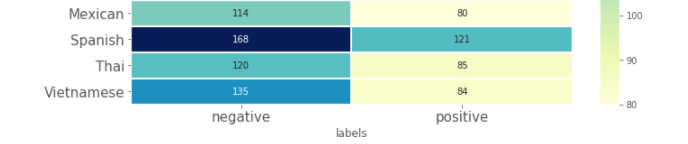 Mexican 114 80
Spanish 168 121
Thai 120 85
Vietnamese 135 84
negative positive
labels
100
90
80